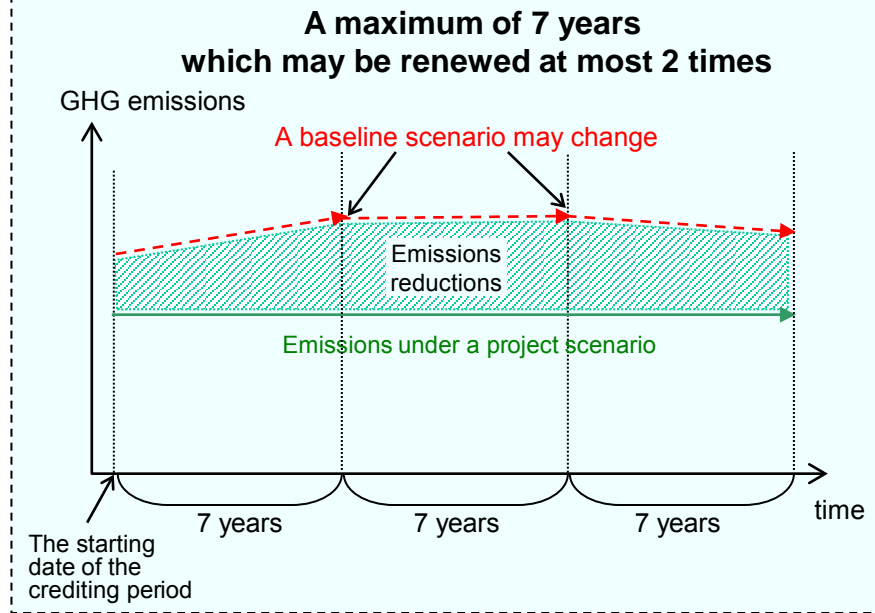 A maximum of 7 years
which may be renewed at most 2 times
GHG emissions
A baseline scenario may change
Emissions
reductions
Emissions under a project scenario
7 years
7 years
7 years
time
The starting
date of the
crediting period